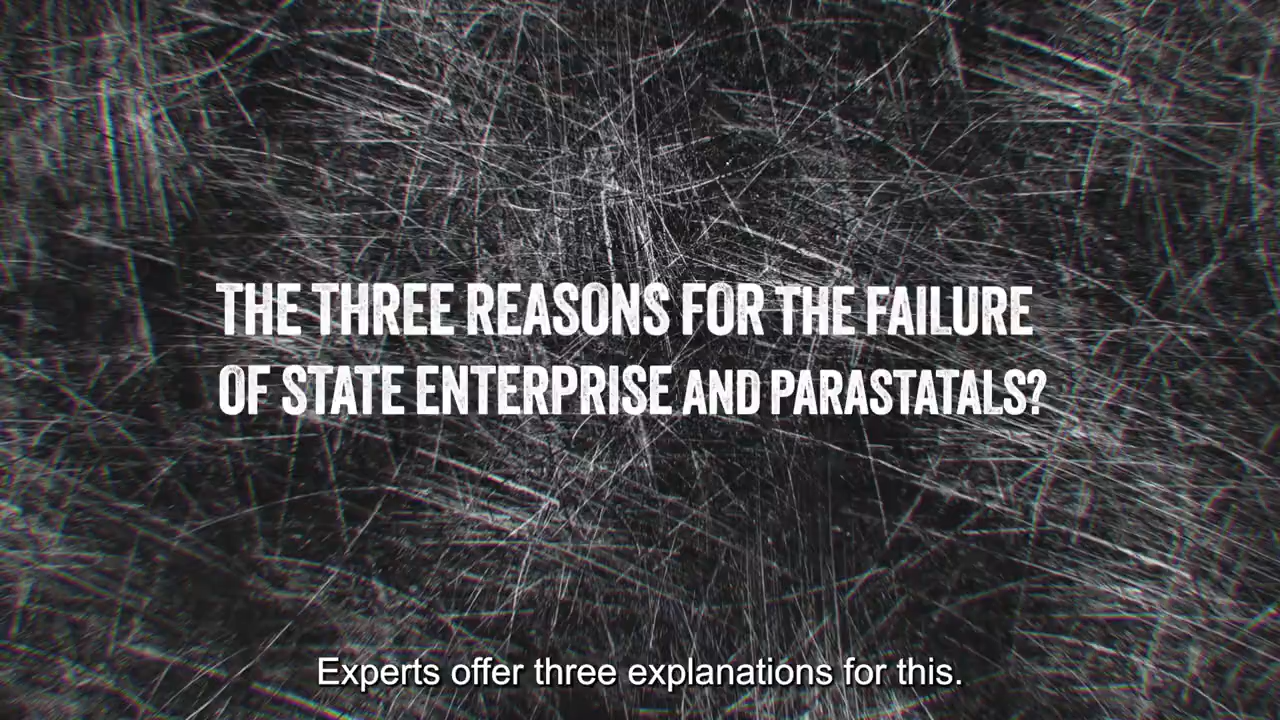 THE THREE REASONS FOR THE FAILURE
OF STATE ENTERPRISE AND PARASTATALS?
Experts offer three explanations for this.